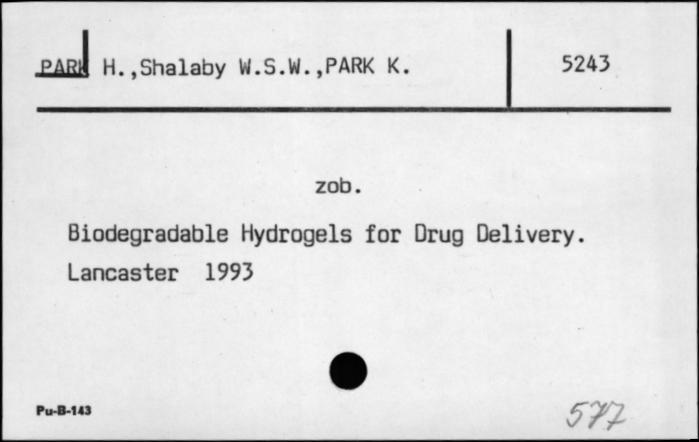 PARK H.,Shalaby W.S.W.,PARK K.
5243
zob.
Biodegradable Hydrogels for Drug Delivery.
Lancaster 1993
Pu-B-143
577